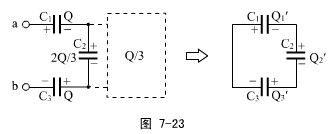 C₁ Q C₁ Q₁′
a + − + −
C₂ + C₂ +
2Q/3 − Q/3 − Q₂′
b − + − +
C₃ Q C₃ Q₃′
图 7-23